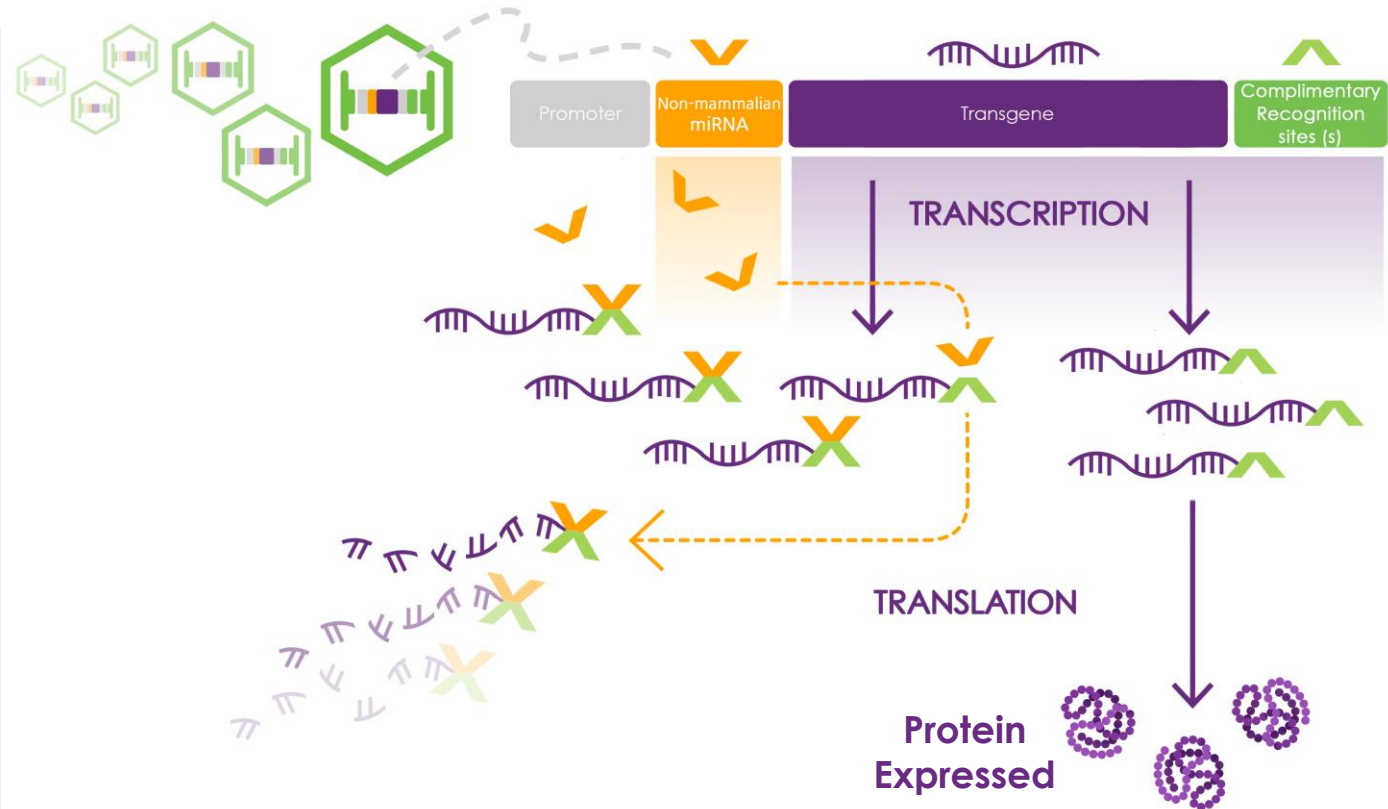 Promoter
Non-mammalian
miRNA
Transgene
Complimentary
Recognition
sites (s)
TRANSCRIPTION
TRANSLATION
Protein
Expressed